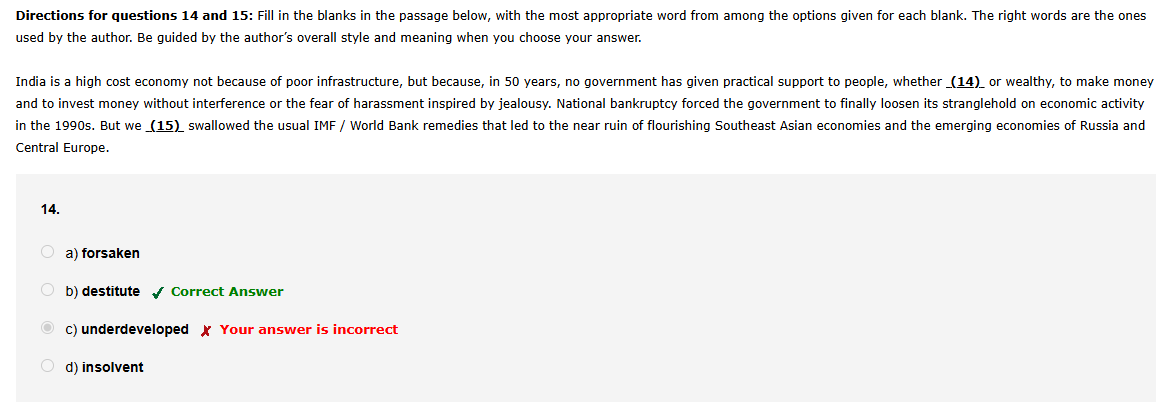 Directions for questions 14 and 15: Fill in the blanks in the passage below, with the most appropriate word from among the options given for each blank. The right words are the ones
used by the author. Be guided by the author's overall style and meaning when you choose your answer.
India is a high cost economy not because of poor infrastructure, but because, in 50 years, no government has given practical support to people, whether (14) or wealthy, to make money
and to invest money without interference or the fear of harassment inspired by jealousy. National bankruptcy forced the government to finally loosen its stranglehold on economic activity
in the 1990s. But we (15) swallowed the usual IMF / World Bank remedies that led to the near ruin of flourishing Southeast Asian economies and the emerging economies of Russia and
Central Europe.
14.
a) forsaken
b) destitute ✓ Correct Answer
c) underdeveloped ✗ Your answer is incorrect
d) insolvent